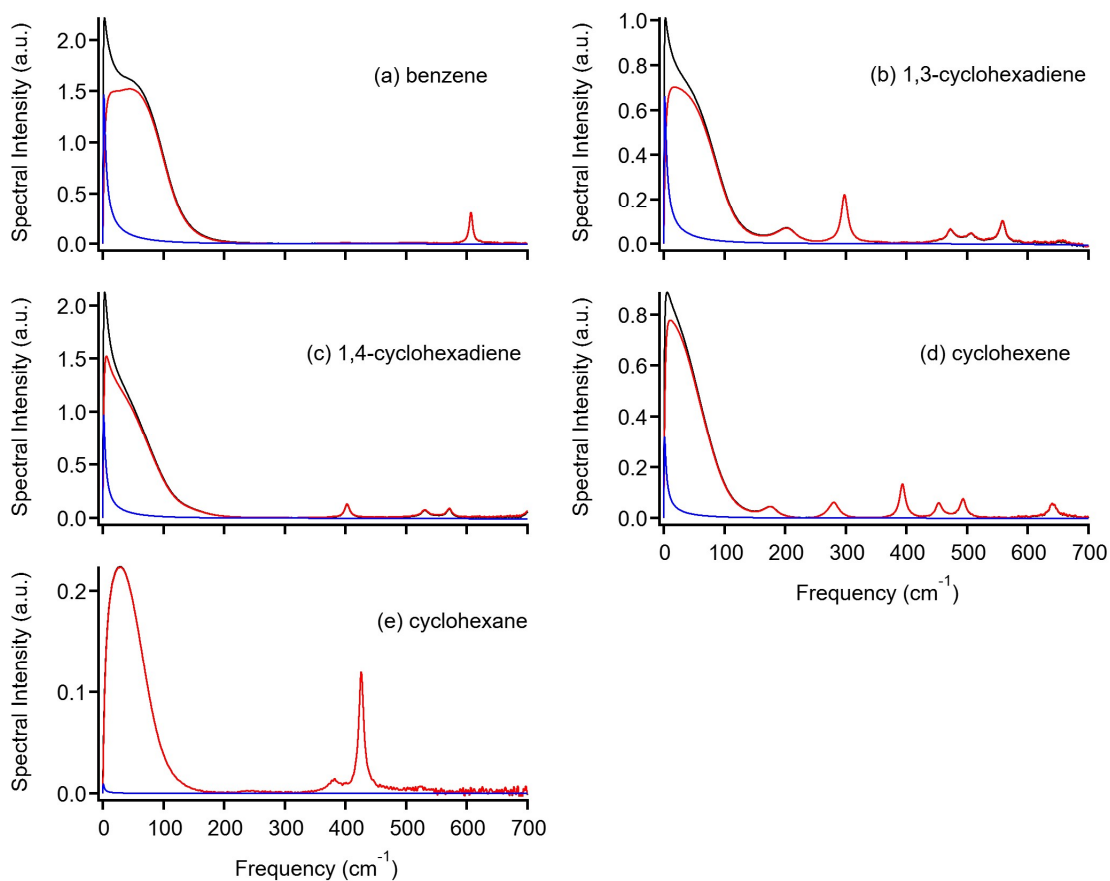 Spectral Intensity (a.u.)
2.0
1.5
1.0
0.5
0.0
(a) benzene
Spectral Intensity (a.u.)
1.0
0.8
0.6
0.4
0.2
0.0
(b) 1,3-cyclohexadiene
700
Spectral Intensity (a.u.)
2.0
1.5
1.0
0.5
0.0
(c) 1,4-cyclohexadiene
Spectral Intensity (a.u.)
0.8
0.6
0.4
0.2
0.0
(d) cyclohexene
0 100 200 300 400 500 600 700
Frequency (cm⁻¹)
Spectral Intensity (a.u.)
0.2
0.1
0.0
(e) cyclohexane
0 100 200 300 400 500 600 700
Frequency (cm⁻¹)